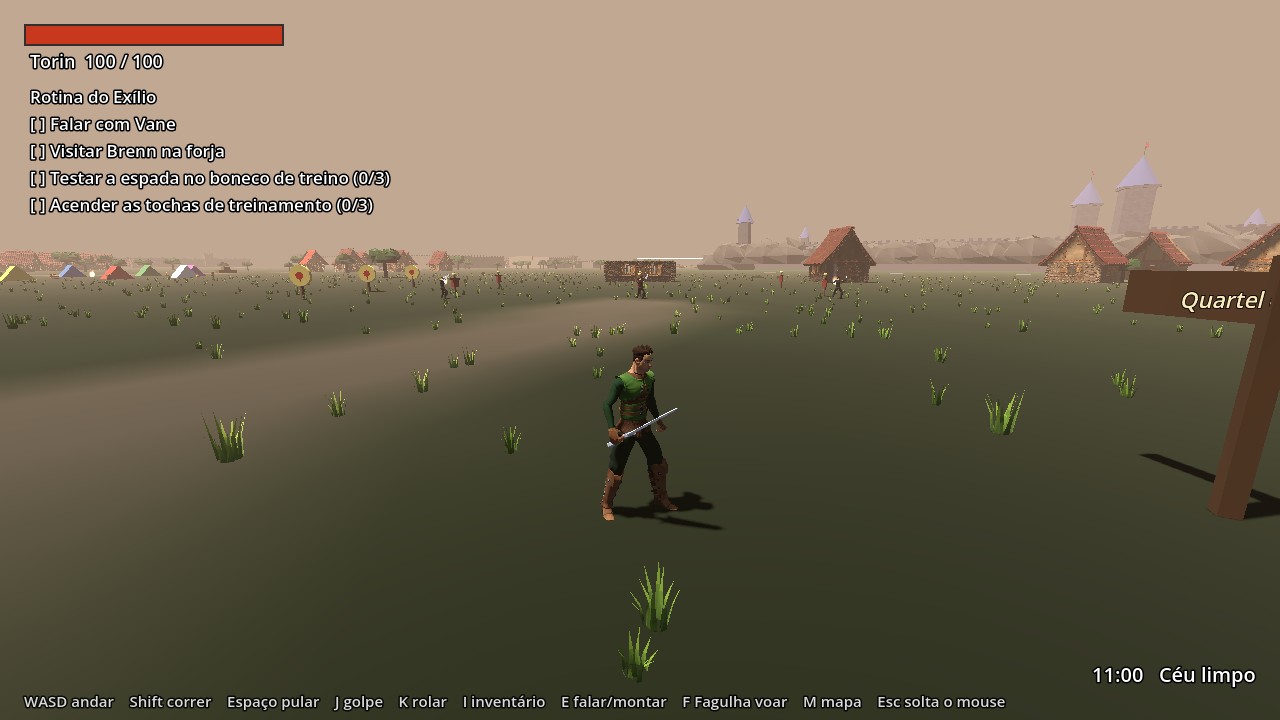 Torin 100 / 100
Rotina do Exílio
[ ] Falar com Vane
[ ] Visitar Brenn na forja
[ ] Testar a espada no boneco de treino (0/3)
[ ] Acender as tochas de treinamento (0/3)
Quartel
11:00 Céu limpo
WASD andar Shift correr Espaço pular J golpe K rolar I inventário E falar/montar F Fagulha voar M mapa Esc solta o mouse